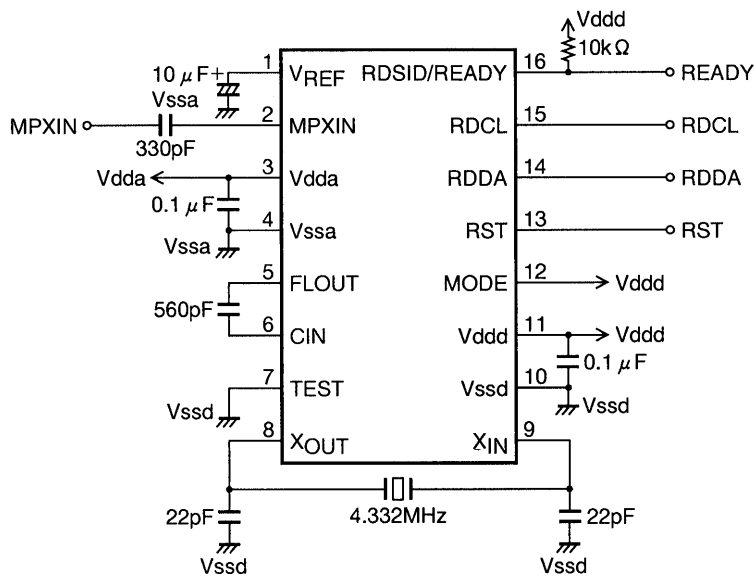 Vddd
10kΩ
10 μF+
Vssa
1
VREF
RDSID/READY
16
READY
MPXIN
330pF
2
MPXIN
RDCL
15
RDCL
Vdda
3
Vdda
RDDA
14
RDDA
0.1 μF
Vssa
4
Vssa
RST
13
RST
5
FLOUT
MODE
12
Vddd
560pF
6
CIN
Vddd
11
Vddd
0.1 μF
7
TEST
Vssd
10
Vssd
Vssd
8
XOUT
XIN
9
22pF
4.332MHz
22pF
Vssd
Vssd